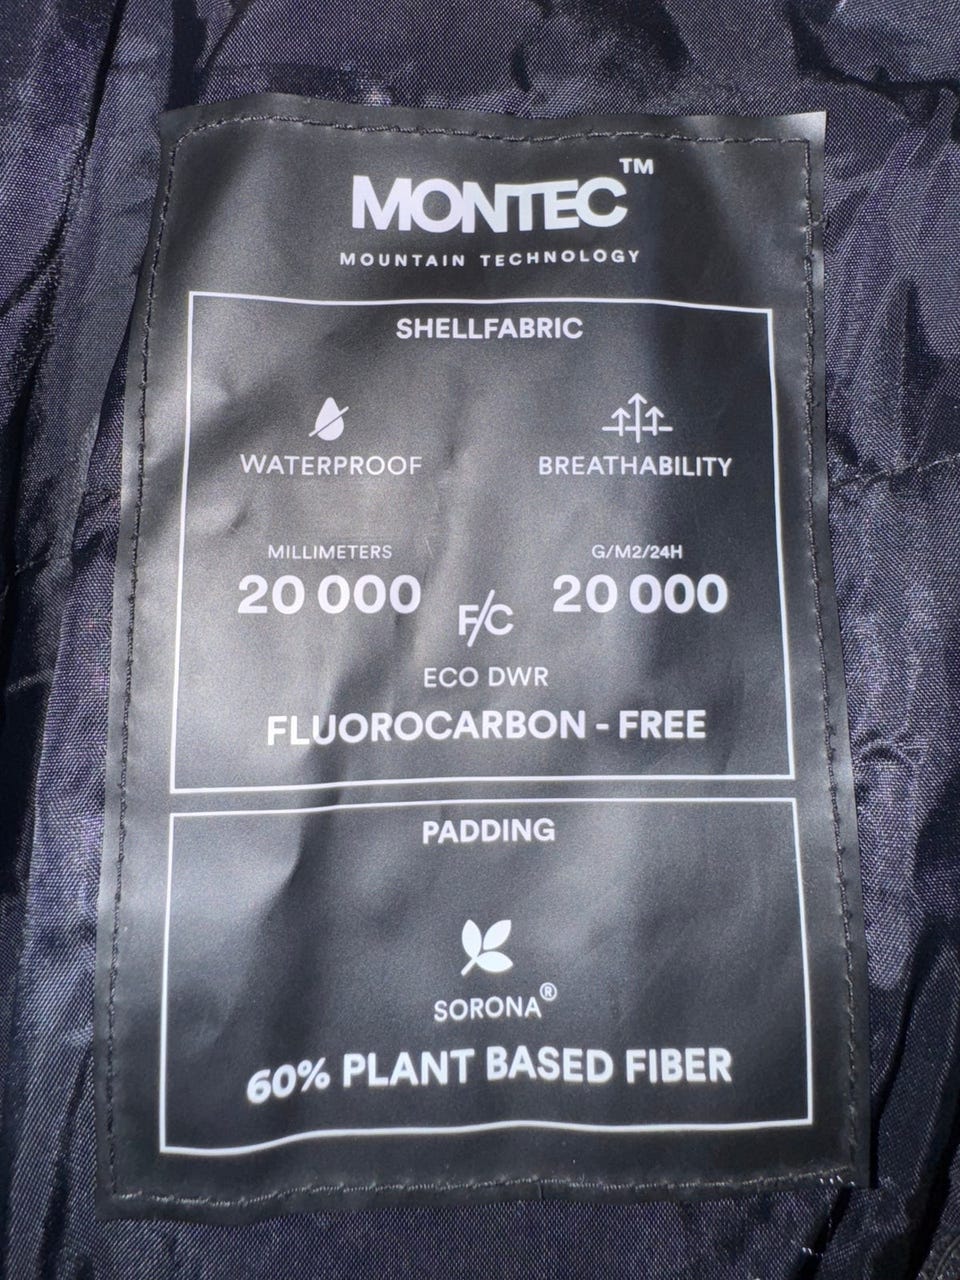 MONTEC™
MOUNTAIN TECHNOLOGY
SHELLFABRIC
WATERPROOF
BREATHABILITY
MILLIMETERS
G/M2/24H
20 000
20 000
F/C
ECO DWR
FLUOROCARBON - FREE
PADDING
SORONA®
60% PLANT BASED FIBER